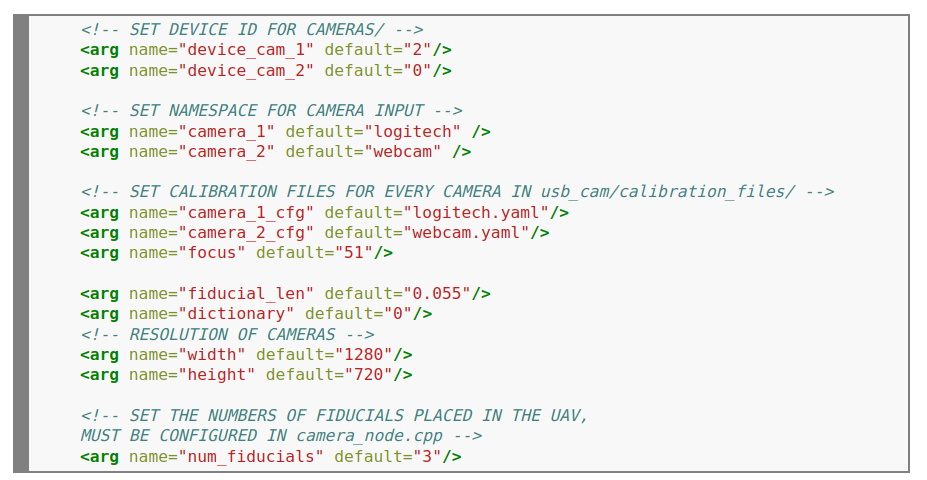 <!-- SET DEVICE ID FOR CAMERAS/ -->
<arg name="device_cam_1" default="2"/>
<arg name="device_cam_2" default="0"/>
<!-- SET NAMESPACE FOR CAMERA INPUT -->
<arg name="camera_1" default="logitech" />
<arg name="camera_2" default="webcam" />
<!-- SET CALIBRATION FILES FOR EVERY CAMERA IN usb_cam/calibration_files/ -->
<arg name="camera_1_cfg" default="logitech.yaml"/>
<arg name="camera_2_cfg" default="webcam.yaml"/>
<arg name="focus" default="51"/>
<arg name="fiducial_len" default="0.055"/>
<arg name="dictionary" default="0"/>
<!-- RESOLUTION OF CAMERAS -->
<arg name="width" default="1280"/>
<arg name="height" default="720"/>
<!-- SET THE NUMBERS OF FIDUCIALS PLACED IN THE UAV,
MUST BE CONFIGURED IN camera_node.cpp -->
<arg name="num_fiducials" default="3"/>